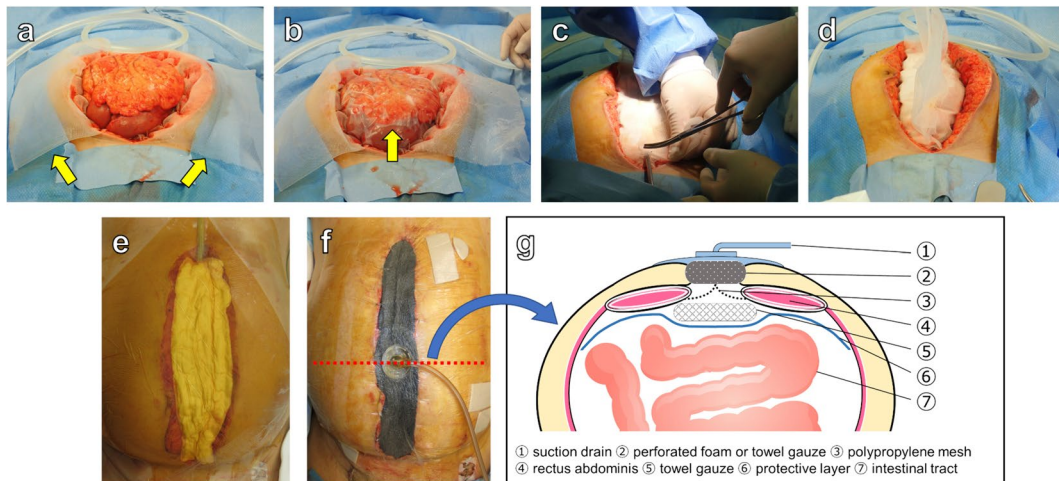 a
b
c
d
e
f
g
①
②
③
④
⑤
⑥
⑦
① suction drain ② perforated foam or towel gauze ③ polypropylene mesh
④ rectus abdominis ⑤ towel gauze ⑥ protective layer ⑦ intestinal tract